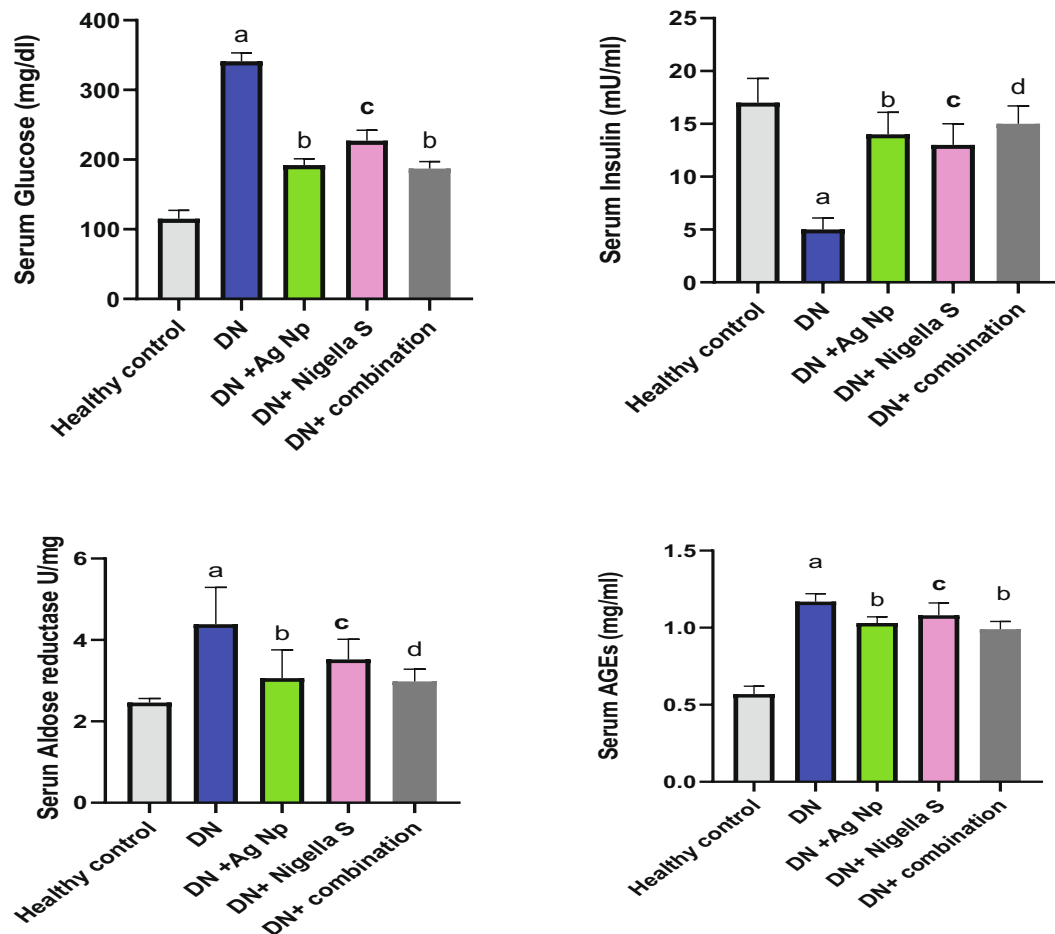 Serum Glucose (mg/dl)
400
300
200
100
0
a
b
c
b
Healthy control
DN
DN +Ag Np
DN+ Nigella S
DN+ combination
Serum Insulin (mU/ml)
25
20
15
10
5
0
a
b
c
d
Healthy control
DN
DN +Ag Np
DN+ Nigella S
DN+ combination
Serun Aldose reductase U/mg
6
4
2
0
a
b
c
d
Healthy control
DN
DN +Ag Np
DN+ Nigella S
DN+ combination
Serum AGEs (mg/ml)
1.5
1.0
0.5
0.0
a
b
c
b
Healthy control
DN
DN +Ag Np
DN+ Nigella S
DN+ combination